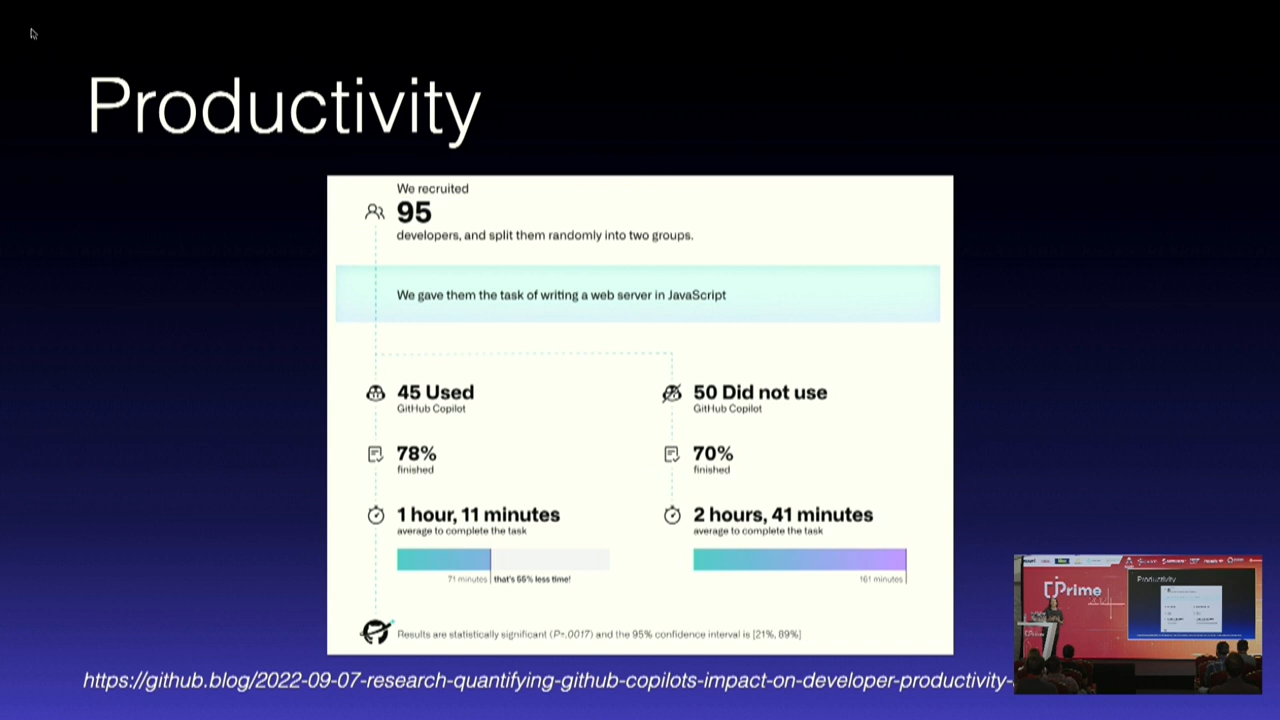 Productivity
We recruited
95
developers, and split them randomly into two groups.
We gave them the task of writing a web server in JavaScript
45 Used
GitHub Copilot
50 Did not use
GitHub Copilot
78%
finished
70%
finished
1 hour, 11 minutes
average to complete the task
2 hours, 41 minutes
average to complete the task
71 minutes that's 55% less time!
161 minutes
Results are statistically significant (P=.0017) and the 95% confidence interval is [21%, 89%]
https://github.blog/2022-09-07-research-quantifying-github-copilots-impact-on-developer-productivity-
Prime
Productivity